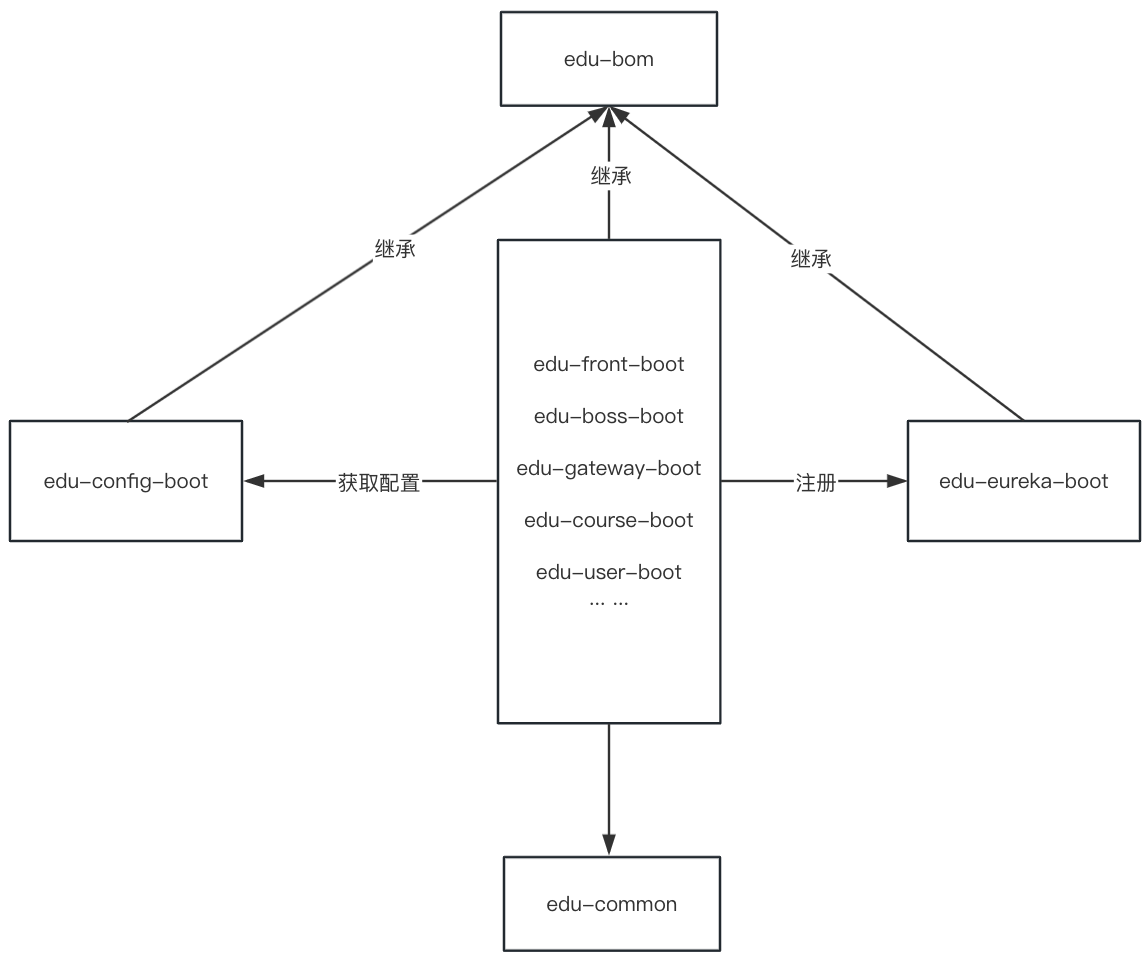 edu-bom
继承
继承
继承
edu-front-boot
edu-boss-boot
edu-gateway-boot
edu-course-boot
edu-user-boot
... ...
edu-config-boot
获取配置
注册
edu-eureka-boot
edu-common